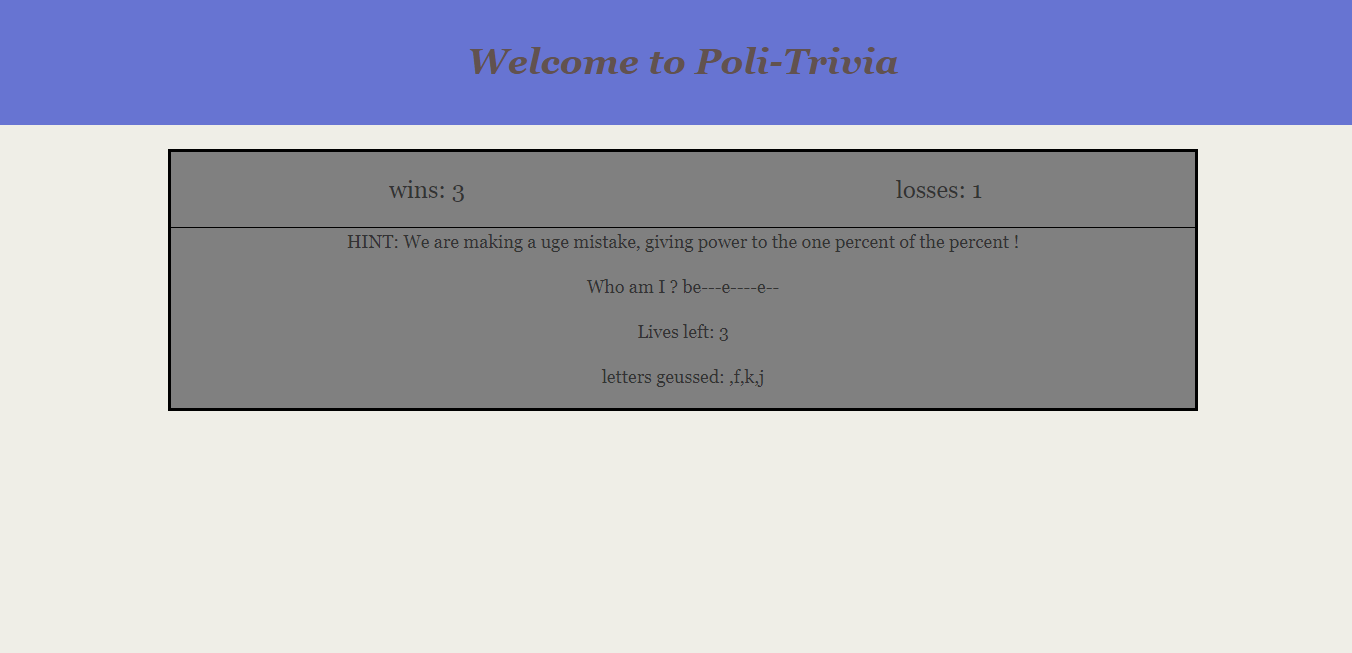 Welcome to Poli-Trivia
wins: 3 losses: 1
HINT: We are making a uge mistake, giving power to the one percent of the percent !
Who am I ? be---e----e--
Lives left: 3
letters geussed: ,f,k,j